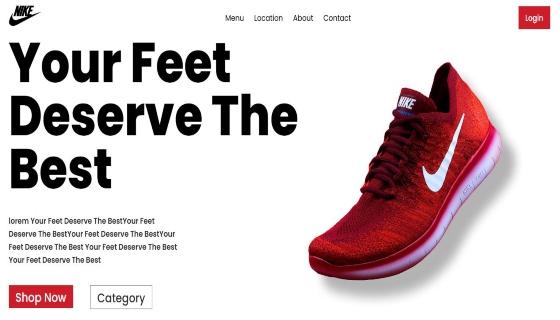 NIKE
Menu Location About Contact
Login
Your Feet
Deserve The
Best
NIKE
lorem Your Feet Deserve The BestYour Feet
Deserve The BestYour Feet Deserve The BestYour
Feet Deserve The Best Your Feet Deserve The Best
Your Feet Deserve The Best
Shop Now
Category